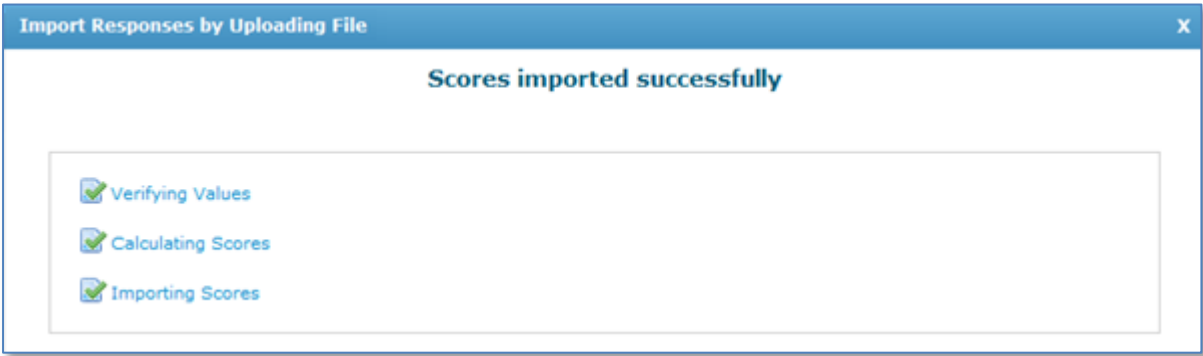 Import Responses by Uploading File X
Scores imported successfully
Verifying Values
Calculating Scores
Importing Scores